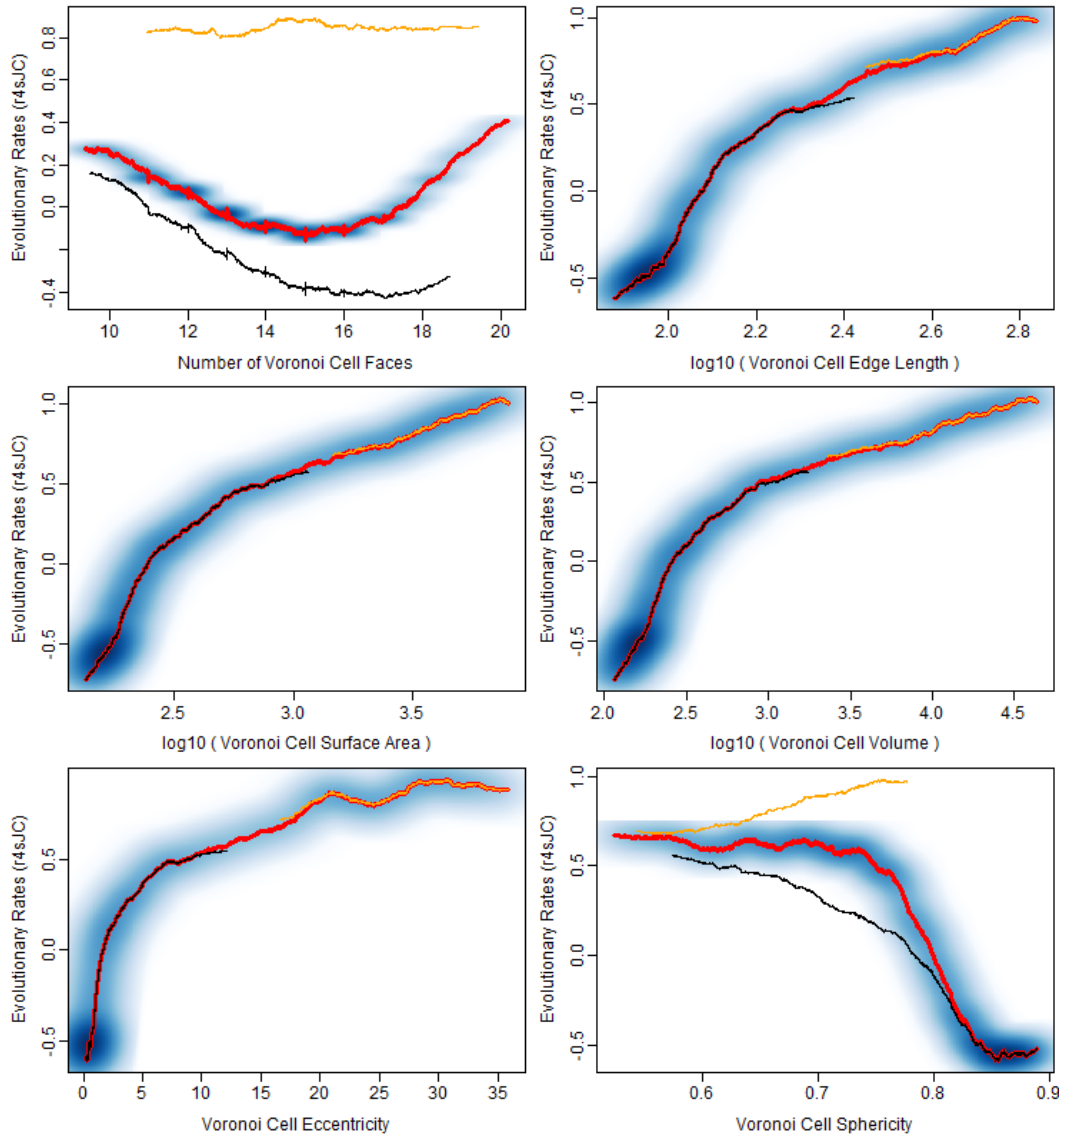 Evolutionary Rates (r4sJC)
0.8
0.4
0.2
0.0
-0.4
10 12 14 16 18 20
Number of Voronoi Cell Faces
Evolutionary Rates (r4sJC)
1.0
0.5
0.0
-0.5
2.0 2.2 2.4 2.6 2.8
log10 ( Voronoi Cell Edge Length )
Evolutionary Rates (r4sJC)
1.0
0.5
0.0
-0.5
2.5 3.0 3.5
log10 ( Voronoi Cell Surface Area )
Evolutionary Rates (r4sJC)
1.0
0.5
0.0
-0.5
2.0 2.5 3.0 3.5 4.0 4.5
log10 ( Voronoi Cell Volume )
Evolutionary Rates (r4sJC)
0.5
0.0
-0.5
0 5 10 15 20 25 30 35
Voronoi Cell Eccentricity
Evolutionary Rates (r4sJC)
1.0
0.5
0.0
-0.5
0.6 0.7 0.8 0.9
Voronoi Cell Sphericity